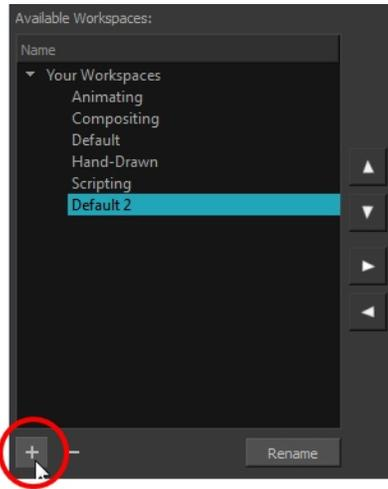 Available Workspaces:
Name
Your Workspaces
Animating
Compositing
Default
Hand-Drawn
Scripting
Default 2
Rename